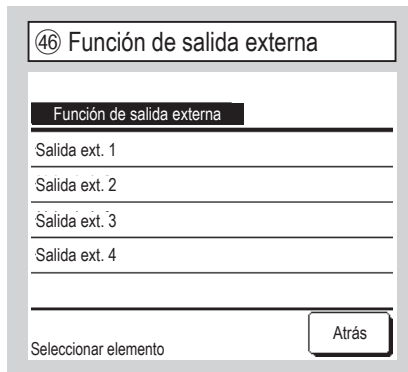 ㊻ Función de salida externa
Función de salida externa
Salida ext. 1
Salida ext. 2
Salida ext. 3
Salida ext. 4
Atrás
Seleccionar elemento